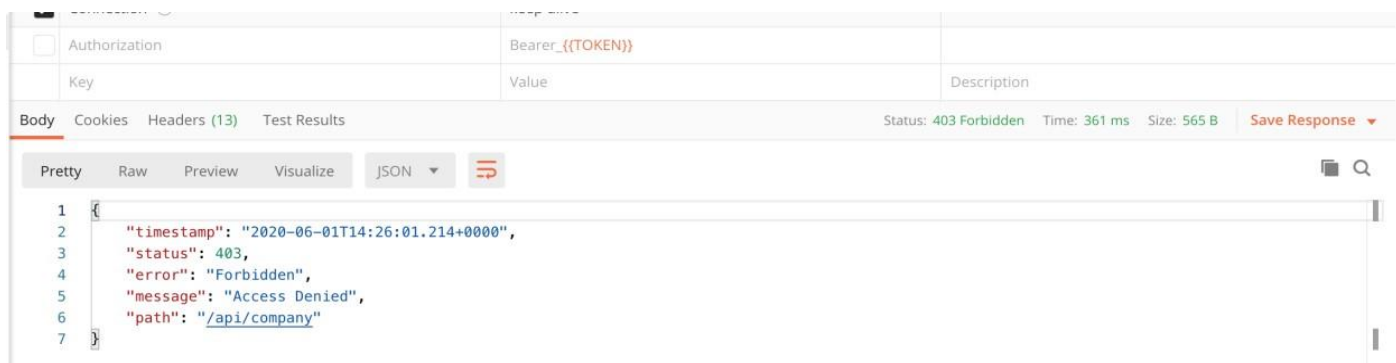 Authorization Bearer_{{TOKEN}}
Key Value Description
Body Cookies Headers (13) Test Results Status: 403 Forbidden Time: 361 ms Size: 565 B Save Response
Pretty Raw Preview Visualize JSON
1 {
2 "timestamp": "2020-06-01T14:26:01.214+0000",
3 "status": 403,
4 "error": "Forbidden",
5 "message": "Access Denied",
6 "path": "/api/company"
7 }